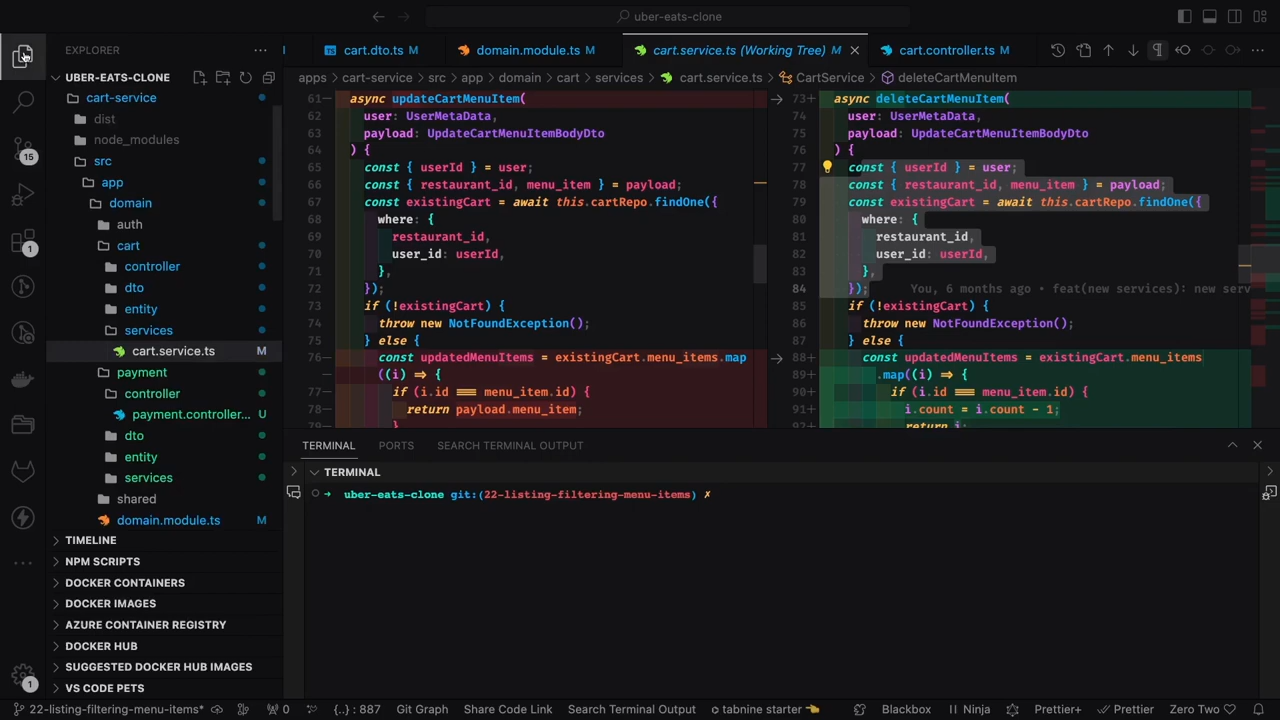 uber-eats-clone
EXPLORER
UBER-EATS-CLONE
cart-service
dist
node_modules
src
app
domain
auth
cart
controller
dto
entity
services
cart.service.ts M
payment
controller
payment.controller... U
dto
entity
services
shared
domain.module.ts M
TIMELINE
NPM SCRIPTS
DOCKER CONTAINERS
DOCKER IMAGES
AZURE CONTAINER REGISTRY
DOCKER HUB
SUGGESTED DOCKER HUB IMAGES
VS CODE PETS
15
1
1
cart.dto.ts M
domain.module.ts M
cart.service.ts (Working Tree) M
cart.controller.ts M
apps > cart-service > src > app > domain > cart > services > cart.service.ts > CartService > deleteCartMenuItem
61 async updateCartMenuItem(
62 user: UserMetaData,
63 payload: UpdateCartMenuItemBodyDto
64 ) {
65 const { userId } = user;
66 const { restaurant_id, menu_item } = payload;
67 const existingCart = await this.cartRepo.findOne({
68 where: {
69 restaurant_id,
70 user_id: userId,
71 },
72 });
73 if (!existingCart) {
74 throw new NotFoundException();
75 } else {
76 const updatedMenuItems = existingCart.menu_items.map
((i) => {
77 if (i.id === menu_item.id) {
78 return payload.menu_item;
79 }
73 async deleteCartMenuItem(
74 user: UserMetaData,
75 payload: UpdateCartMenuItemBodyDto
76 ) {
77 const { userId } = user;
78 const { restaurant_id, menu_item } = payload;
79 const existingCart = await this.cartRepo.findOne({
80 where: {
81 restaurant_id,
82 user_id: userId,
83 },
84 }); You, 6 months ago • feat(new services): new serv
85 if (!existingCart) {
86 throw new NotFoundException();
87 } else {
88 const updatedMenuItems = existingCart.menu_items
89 .map((i) => {
90 if (i.id === menu_item.id) {
91 i.count = i.count - 1;
92 return i;
TERMINAL PORTS SEARCH TERMINAL OUTPUT
TERMINAL
➜ uber-eats-clone git:(22-listing-filtering-menu-items) ✗
22-listing-filtering-menu-items* 0 {..} : 887 Git Graph Share Code Link Search Terminal Output tabnine starter Blackbox Ninja Prettier+ Prettier Zero Two